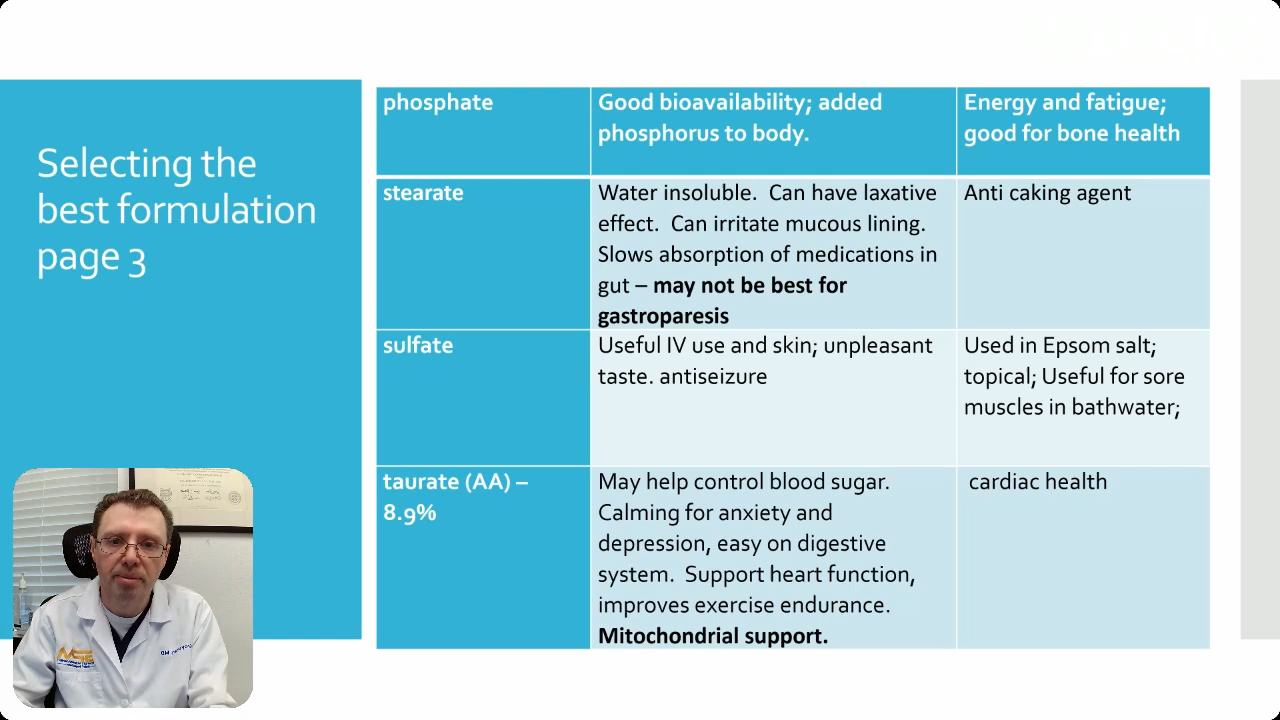 Selecting the
best formulation
page 3
phosphate
Good bioavailability; added
phosphorus to body.
Energy and fatigue;
good for bone health
stearate
Water insoluble.  Can have laxative
effect.  Can irritate mucous lining.
Slows absorption of medications in
gut – may not be best for
gastroparesis
Anti caking agent
sulfate
Useful IV use and skin; unpleasant
taste. antiseizure
Used in Epsom salt;
topical; Useful for sore
muscles in bathwater;
taurate (AA) –
8.9%
May help control blood sugar.
Calming for anxiety and
depression, easy on digestive
system.  Support heart function,
improves exercise endurance.
Mitochondrial support.
cardiac health